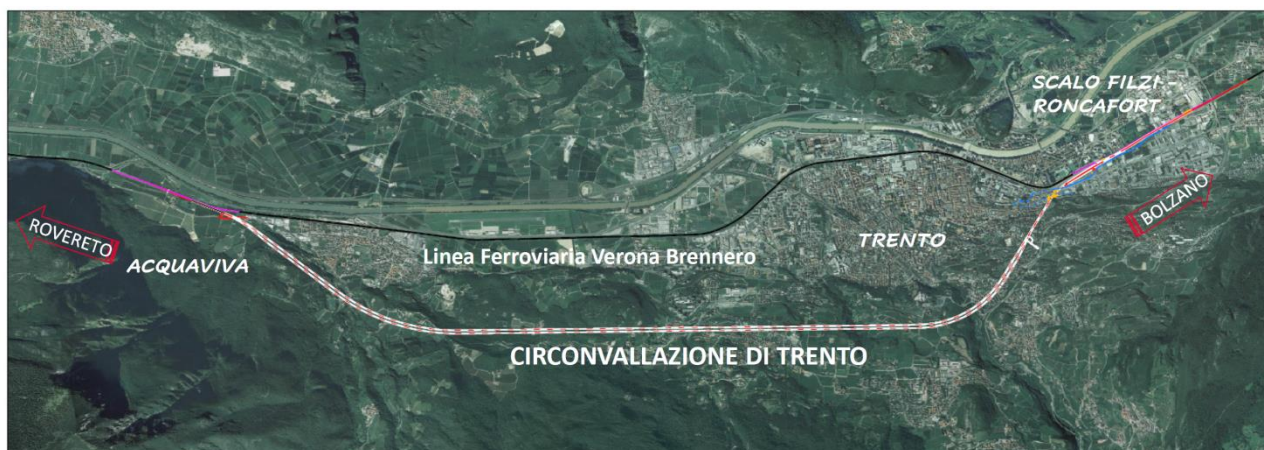 SCALO FILZI -
RONCAFORT
BOLZANO
ROVERETO
ACQUAVIVA
TRENTO
Linea Ferroviaria Verona Brennero
CIRCONVALLAZIONE DI TRENTO